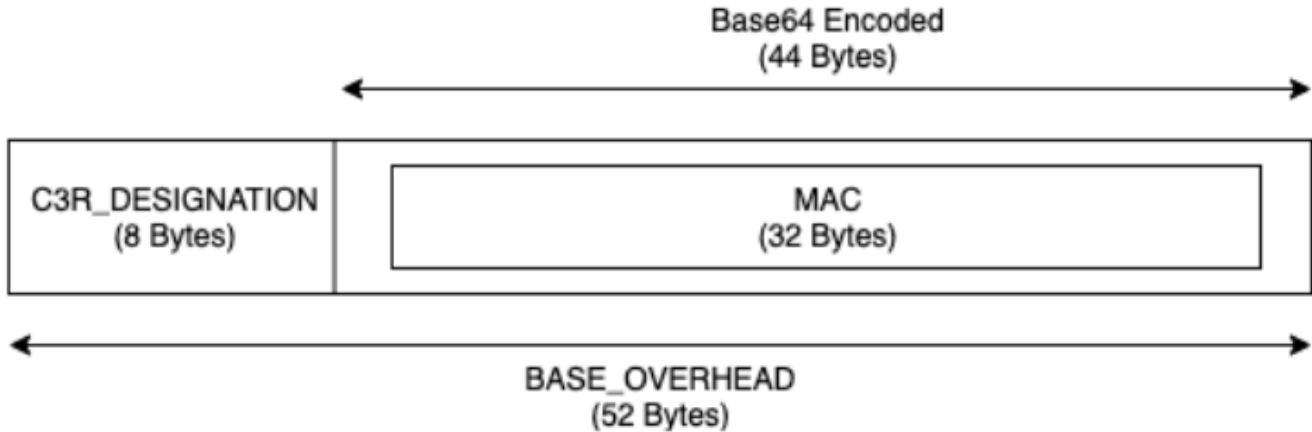 Base64 Encoded
(44 Bytes)
C3R_DESIGNATION
(8 Bytes)
MAC
(32 Bytes)
BASE_OVERHEAD
(52 Bytes)